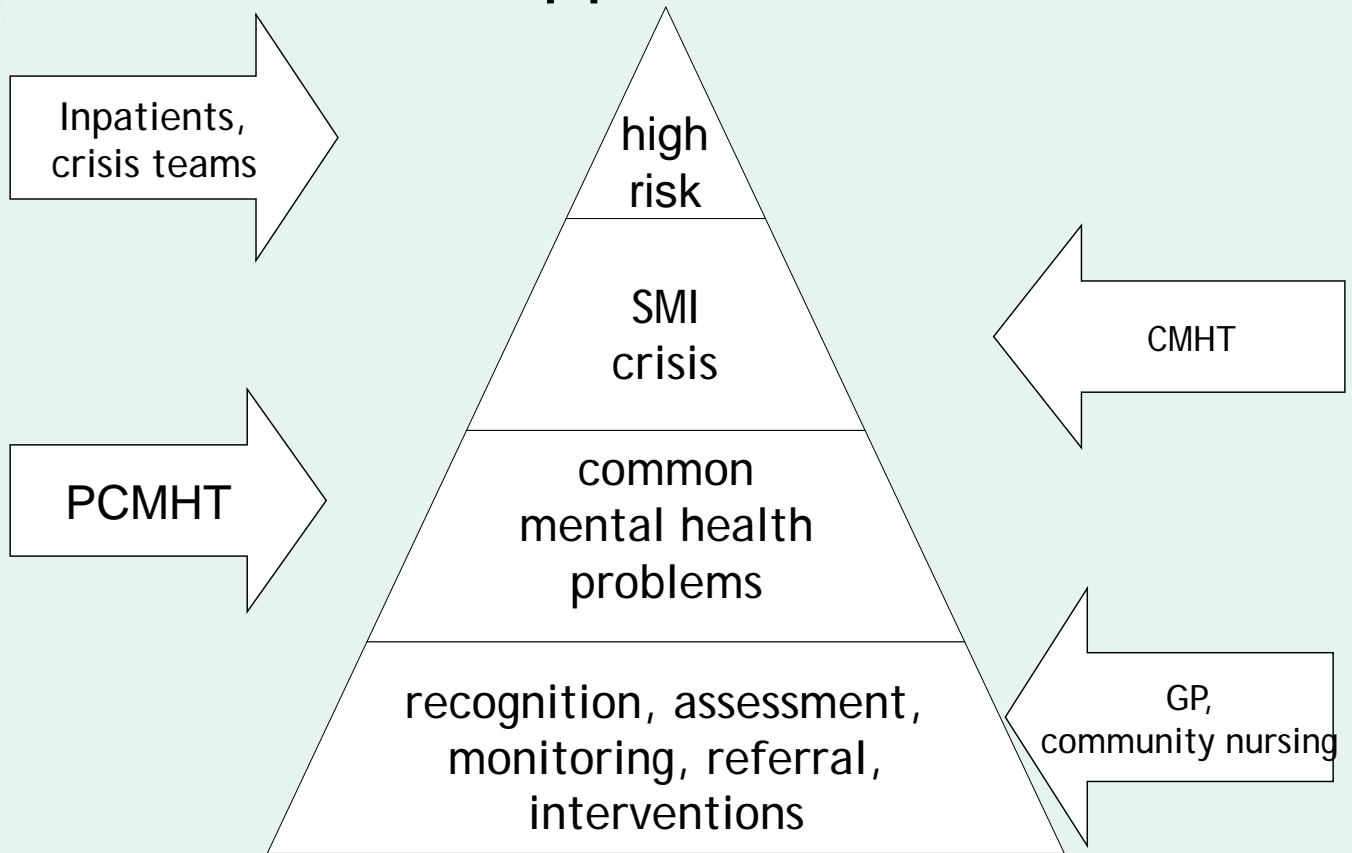 Inpatients,
crisis teams
high
risk
SMI
crisis
CMHT
PCMHT
common
mental health
problems
recognition, assessment,
monitoring, referral,
interventions
GP,
community nursing